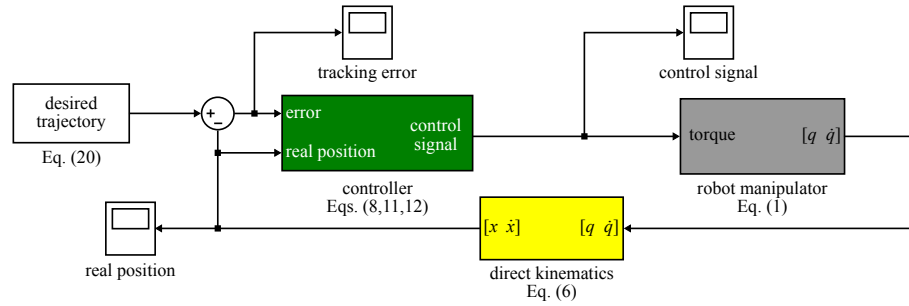 tracking error
control signal
desired
trajectory
Eq. (20)
+
−
error
real position
control
signal
controller
Eqs. (8,11,12)
torque
[q q̇]
robot manipulator
Eq. (1)
real position
[x ẋ]
[q q̇]
direct kinematics
Eq. (6)